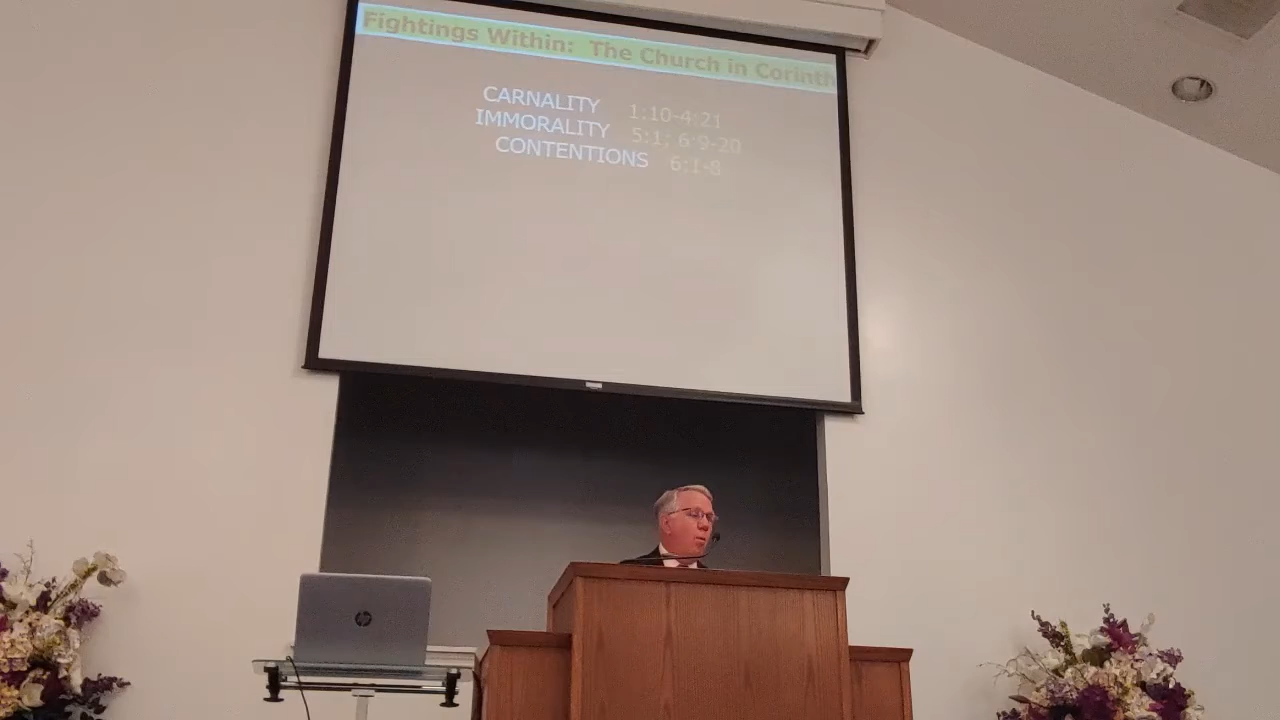 Fightings Within: The Church in Corinth
CARNALITY 1:10-4:21
IMMORALITY 5:1; 6:9-20
CONTENTIONS 6:1-8
hp